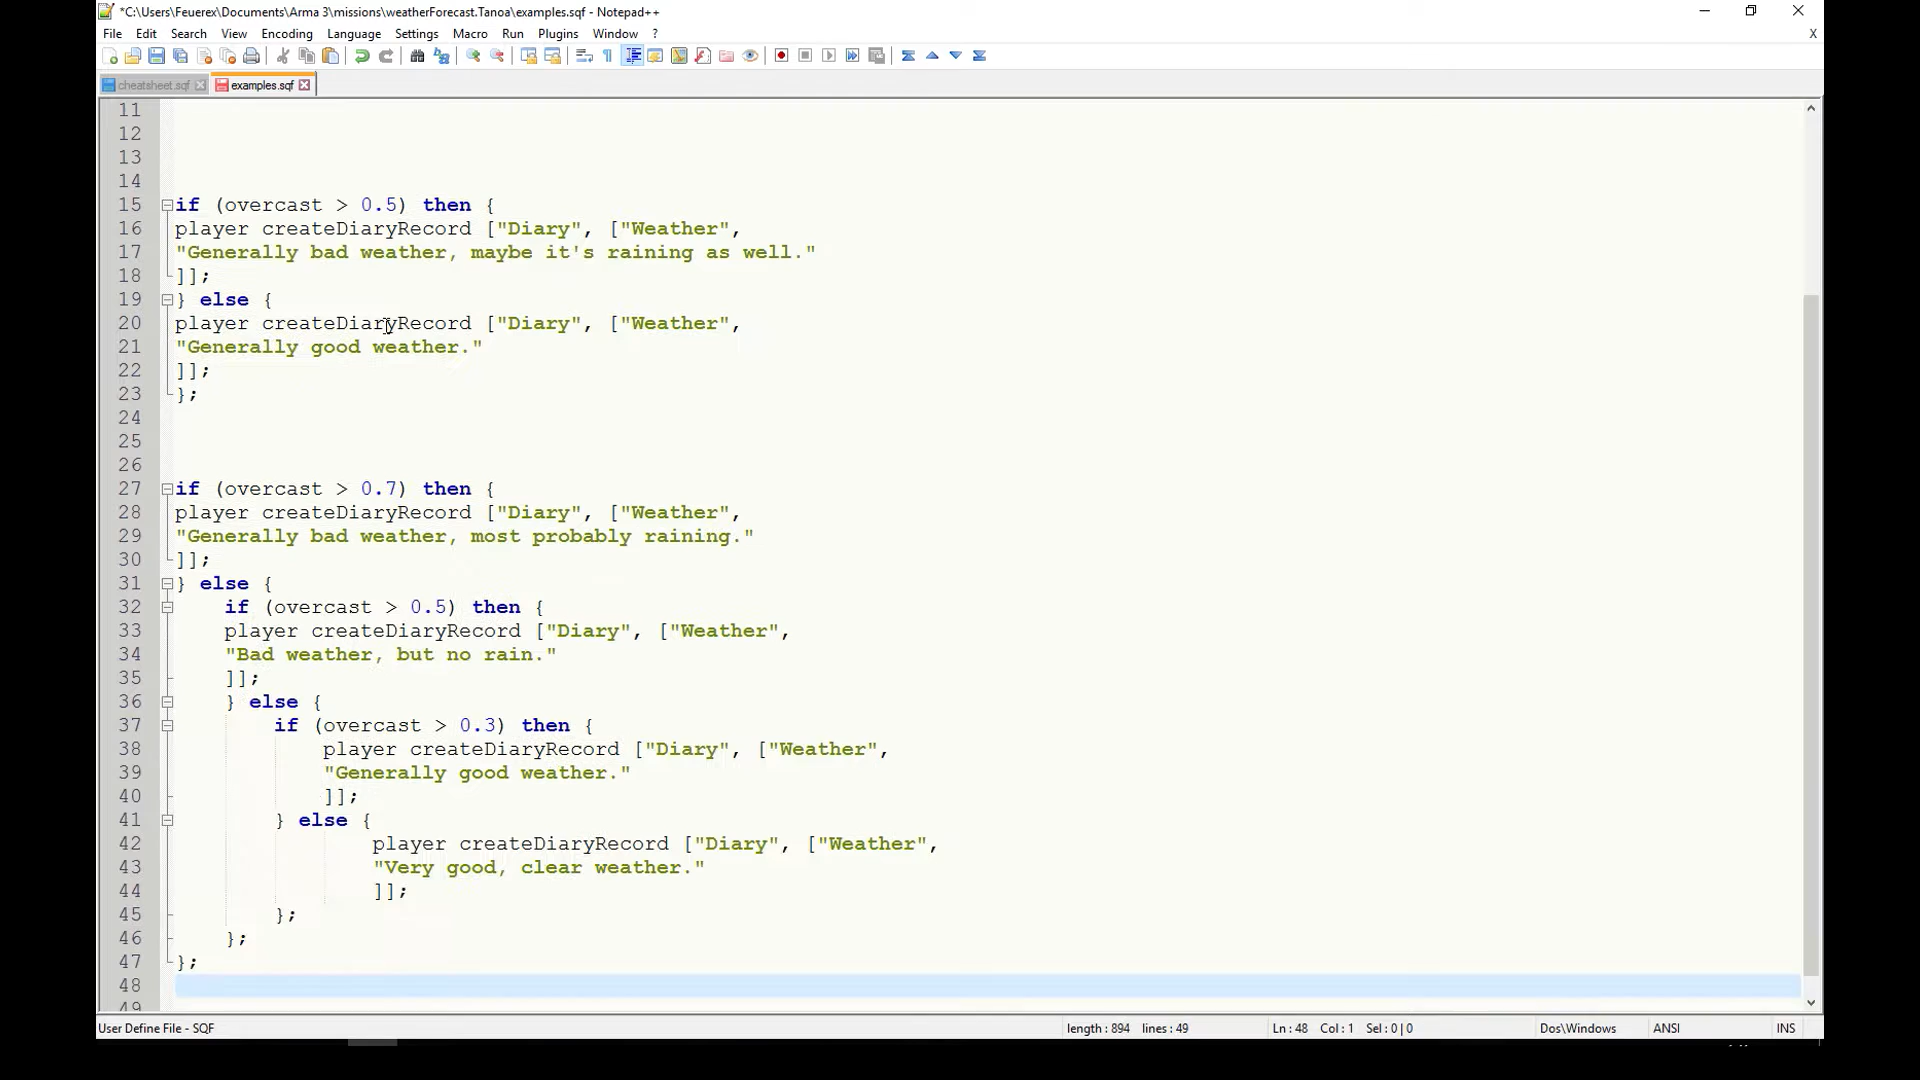 *C:\Users\Feuerex\Documents\Arma 3\missions\weatherForecast.Tanoa\examples.sqf - Notepad++
File Edit Search View Encoding Language Settings Macro Run Plugins Window ? X
cheatsheet.sqf examples.sqf
11
12
13
14
15 if (overcast > 0.5) then {
16 player createDiaryRecord ["Diary", ["Weather",
17 "Generally bad weather, maybe it's raining as well."
18 ]];
19 } else {
20 player createDiaryRecord ["Diary", ["Weather",
21 "Generally good weather."
22 ]];
23 };
24
25
26
27 if (overcast > 0.7) then {
28 player createDiaryRecord ["Diary", ["Weather",
29 "Generally bad weather, most probably raining."
30 ]];
31 } else {
32 if (overcast > 0.5) then {
33 player createDiaryRecord ["Diary", ["Weather",
34 "Bad weather, but no rain."
35 ]];
36 } else {
37 if (overcast > 0.3) then {
38 player createDiaryRecord ["Diary", ["Weather",
39 "Generally good weather."
40 ]];
41 } else {
42 player createDiaryRecord ["Diary", ["Weather",
43 "Very good, clear weather."
44 ]];
45 };
46 };
47 };
48
49
User Define File - SQF length : 894 lines : 49 Ln : 48 Col : 1 Sel : 0 | 0 Dos\Windows ANSI INS